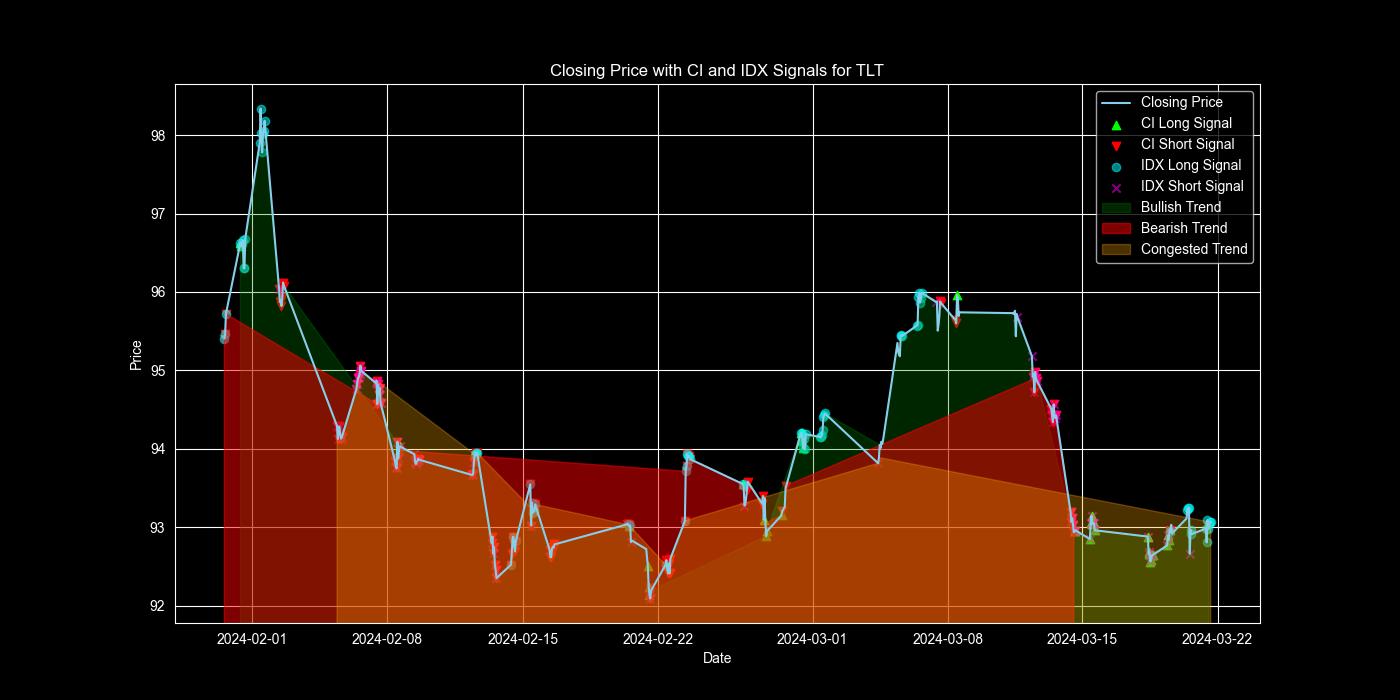 Closing Price with CI and IDX Signals for TLT
Closing Price
CI Long Signal
CI Short Signal
IDX Long Signal
IDX Short Signal
Bullish Trend
Bearish Trend
Congested Trend
98
97
96
95
94
93
92
Price
2024-02-01 2024-02-08 2024-02-15 2024-02-22 2024-03-01 2024-03-08 2024-03-15 2024-03-22
Date